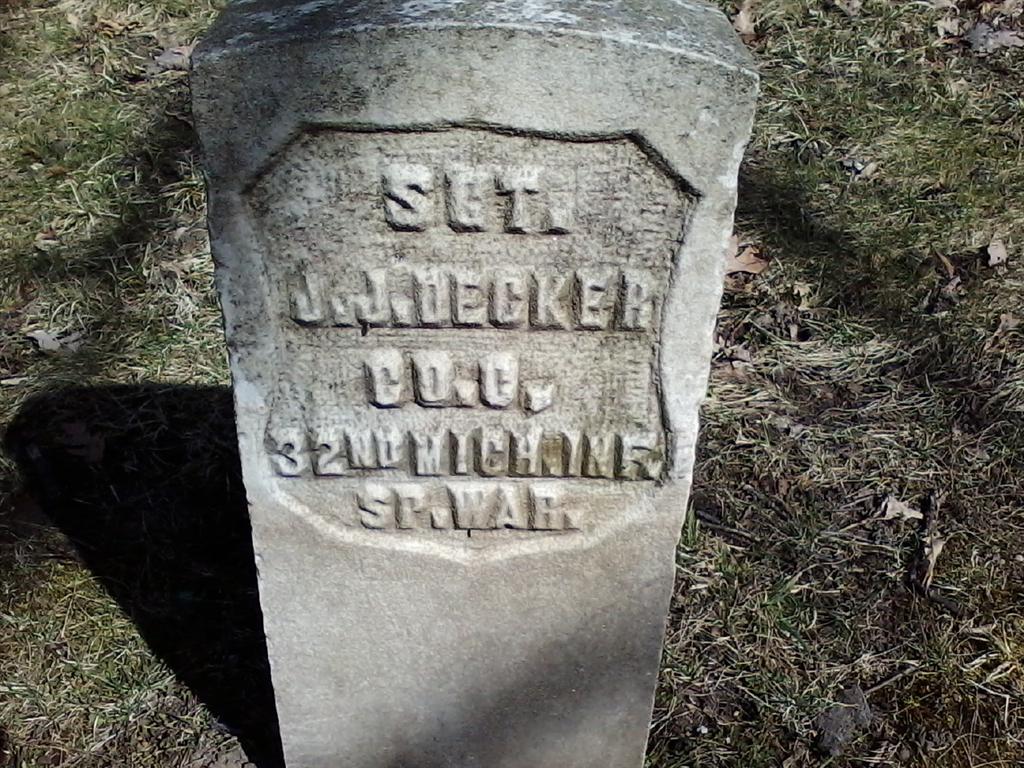 SGT.
J.J. DECKER
CO. C.,
32ND MICH. INF.
SP. WAR.